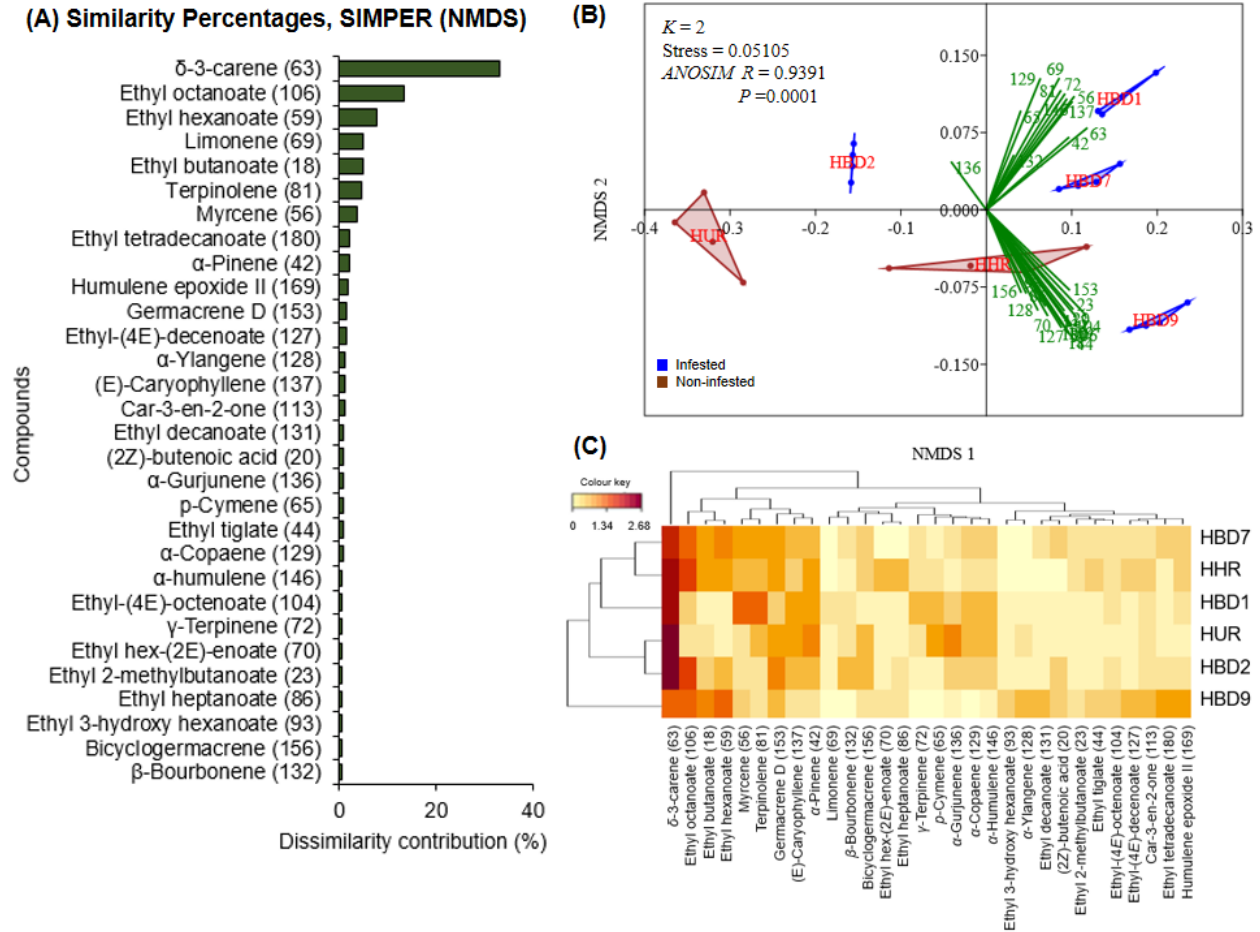 (A) Similarity Percentages, SIMPER (NMDS)
Compounds
δ-3-carene (63)
Ethyl octanoate (106)
Ethyl hexanoate (59)
Limonene (69)
Ethyl butanoate (18)
Terpinolene (81)
Myrcene (56)
Ethyl tetradecanoate (180)
α-Pinene (42)
Humulene epoxide II (169)
Germacrene D (153)
Ethyl-(4E)-decenoate (127)
α-Ylangene (128)
(E)-Caryophyllene (137)
Car-3-en-2-one (113)
Ethyl decanoate (131)
(2Z)-butenoic acid (20)
α-Gurjunene (136)
p-Cymene (65)
Ethyl tiglate (44)
α-Copaene (129)
α-humulene (146)
Ethyl-(4E)-octenoate (104)
γ-Terpinene (72)
Ethyl hex-(2E)-enoate (70)
Ethyl 2-methylbutanoate (23)
Ethyl heptanoate (86)
Ethyl 3-hydroxy hexanoate (93)
Bicyclogermacrene (156)
β-Bourbonene (132)
0 20 40
Dissimilarity contribution (%)
(B)
K = 2
Stress = 0.05105
ANOSIM R = 0.9391
P =0.0001
NMDS 2
0.150
0.075
0.000
-0.075
-0.150
-0.4 -0.3 -0.2 -0.1 0.1 0.2 0.3
129
69
81
72
56
137
63
42
32
136
HBD1
HBD2
HBD7
HUR
HHR
HBD9
153
156
23
128
70
127
Infested
Non-infested
NMDS 1
(C)
Colour key
0 1.34 2.68
HBD7
HHR
HBD1
HUR
HBD2
HBD9
δ-3-carene (63)
Ethyl octanoate (106)
Ethyl butanoate (18)
Ethyl hexanoate (59)
Myrcene (56)
Terpinolene (81)
Germacrene D (153)
(E)-Caryophyllene (137)
α-Pinene (42)
Limonene (69)
β-Bourbonene (132)
Bicyclogermacrene (156)
Ethyl hex-(2E)-enoate (70)
Ethyl heptanoate (86)
γ-Terpinene (72)
p-Cymene (65)
α-Gurjunene (136)
α-Copaene (129)
α-Humulene (146)
Ethyl 3-hydroxy hexanoate (93)
α-Ylangene (128)
Ethyl decanoate (131)
(2Z)-butenoic acid (20)
Ethyl 2-methylbutanoate (23)
Ethyl tiglate (44)
Ethyl-(4E)-octenoate (104)
Ethyl-(4E)-decenoate (127)
Car-3-en-2-one (113)
Ethyl tetradecanoate (180)
Humulene epoxide II (169)